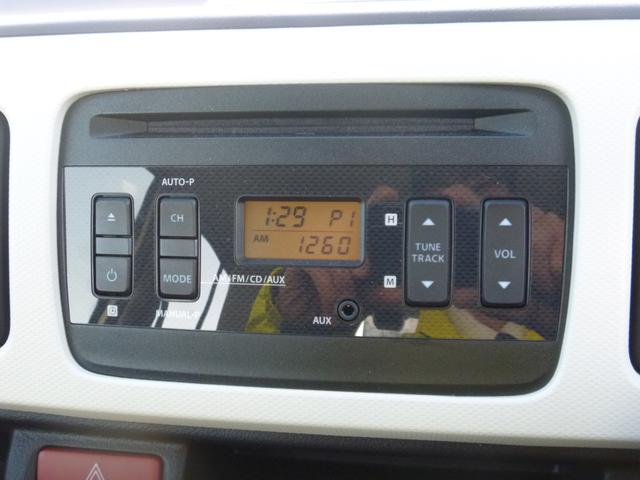 AUTO-P
CH
1:29 P1
AM 1260
H
TUNE
TRACK
VOL
MODE
AM/FM/CD/AUX
M
MANUAL-P
AUX